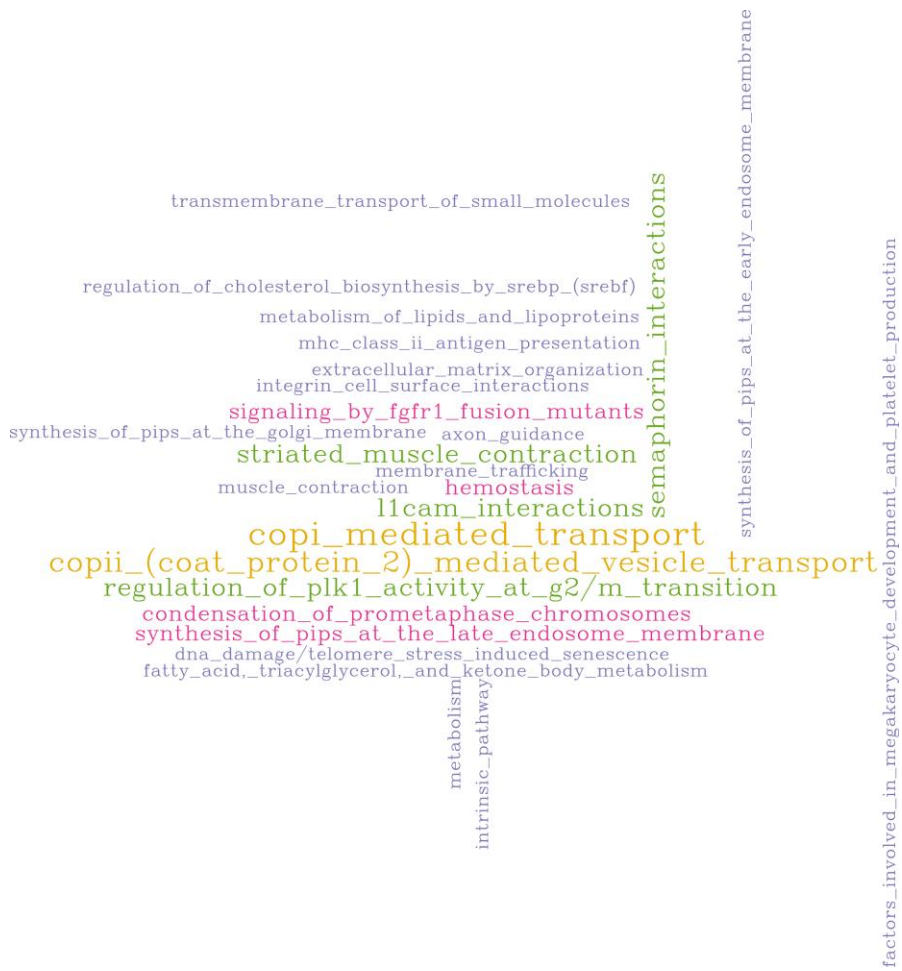 transmembrane_transport_of_small_molecules
regulation_of_cholesterol_biosynthesis_by_srebp_(srebf)
metabolism_of_lipids_and_lipoproteins
mhc_class_ii_antigen_presentation
extracellular_matrix_organization
integrin_cell_surface_interactions
signaling_by_fgfr1_fusion_mutants
synthesis_of_pips_at_the_golgi_membrane
axon_guidance
striated_muscle_contraction
membrane_trafficking
muscle_contraction
hemostasis
l1cam_interactions
semaphorin_interactions
synthesis_of_pips_at_the_early_endosome_membrane
factors_involved_in_megakaryocyte_development_and_platelet_production
copi_mediated_transport
copii_(coat_protein_2)_mediated_vesicle_transport
regulation_of_plk1_activity_at_g2/m_transition
condensation_of_prometaphase_chromosomes
synthesis_of_pips_at_the_late_endosome_membrane
dna_damage/telomere_stress_induced_senescence
fatty_acid,_triacylglycerol,_and_ketone_body_metabolism
metabolism
intrinsic_pathway